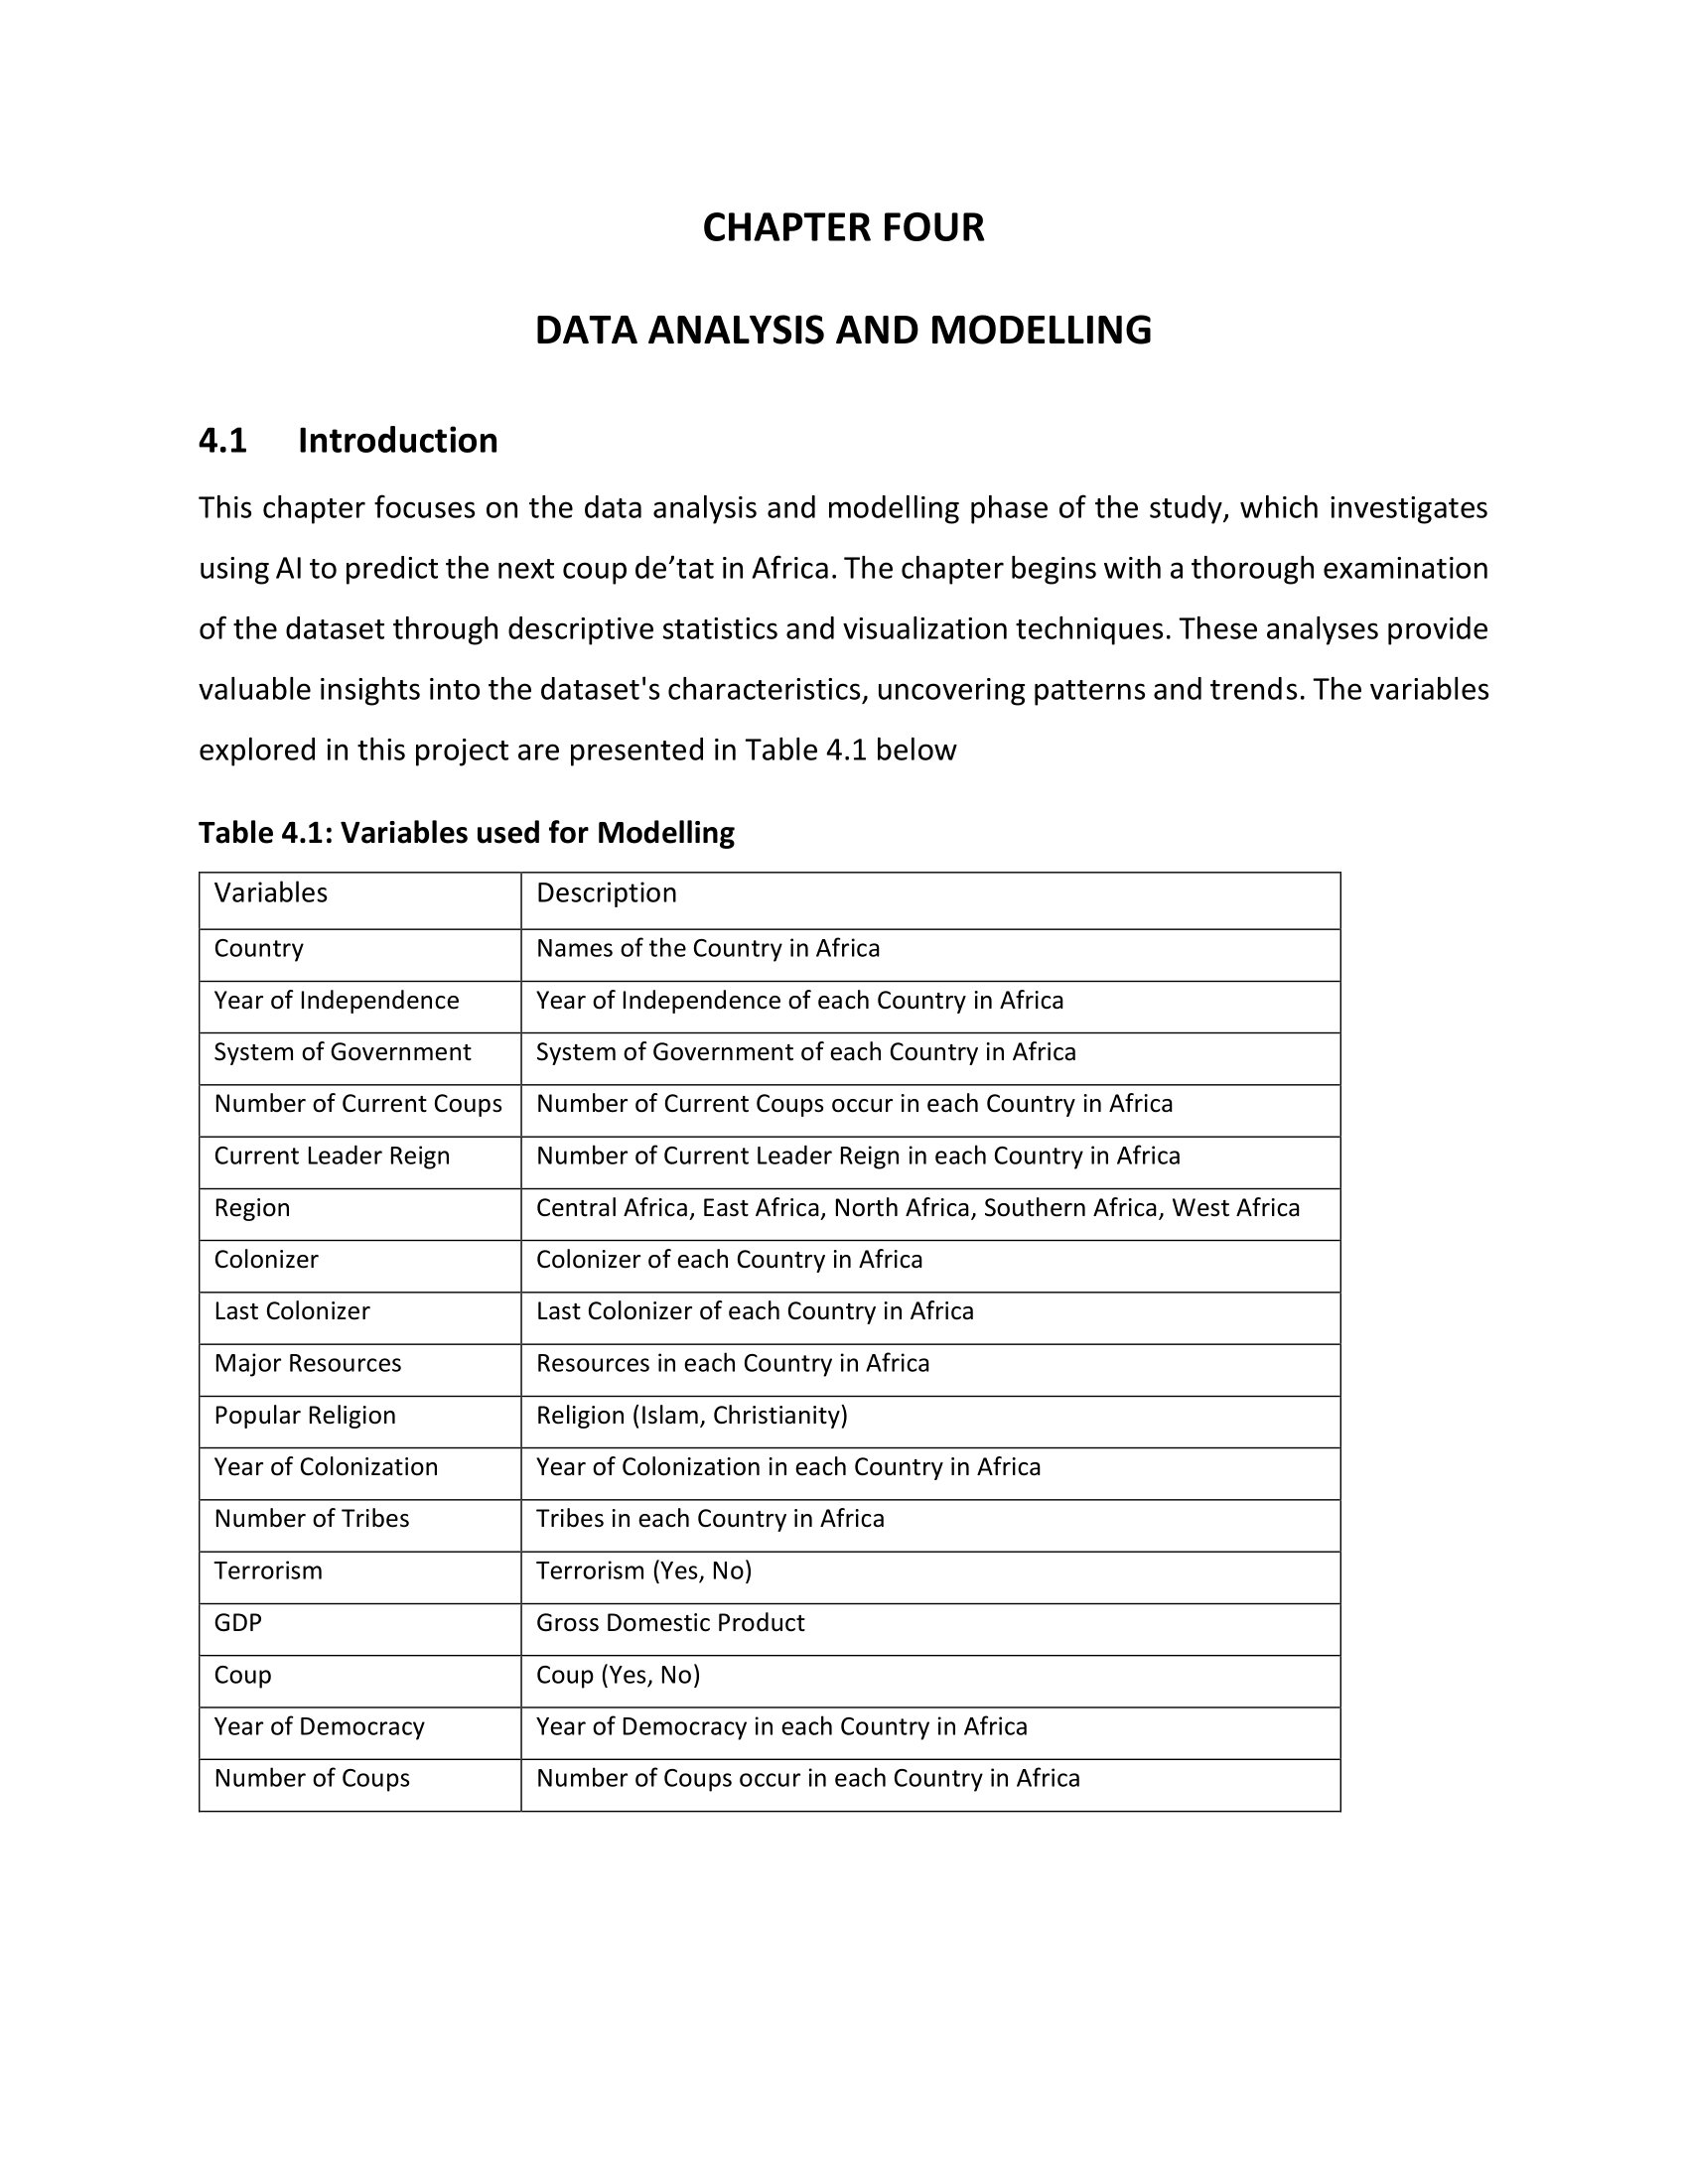 CHAPTER FOUR
DATA ANALYSIS AND MODELLING
4.1 Introduction
This chapter focuses on the data analysis and modelling phase of the study, which investigates
using AI to predict the next coup de’tat in Africa. The chapter begins with a thorough examination
of the dataset through descriptive statistics and visualization techniques. These analyses provide
valuable insights into the dataset's characteristics, uncovering patterns and trends. The variables
explored in this project are presented in Table 4.1 below
Table 4.1: Variables used for Modelling
Variables Description
Country Names of the Country in Africa
Year of Independence Year of Independence of each Country in Africa
System of Government System of Government of each Country in Africa
Number of Current Coups Number of Current Coups occur in each Country in Africa
Current Leader Reign Number of Current Leader Reign in each Country in Africa
Region Central Africa, East Africa, North Africa, Southern Africa, West Africa
Colonizer Colonizer of each Country in Africa
Last Colonizer Last Colonizer of each Country in Africa
Major Resources Resources in each Country in Africa
Popular Religion Religion (Islam, Christianity)
Year of Colonization Year of Colonization in each Country in Africa
Number of Tribes Tribes in each Country in Africa
Terrorism Terrorism (Yes, No)
GDP Gross Domestic Product
Coup Coup (Yes, No)
Year of Democracy Year of Democracy in each Country in Africa
Number of Coups Number of Coups occur in each Country in Africa